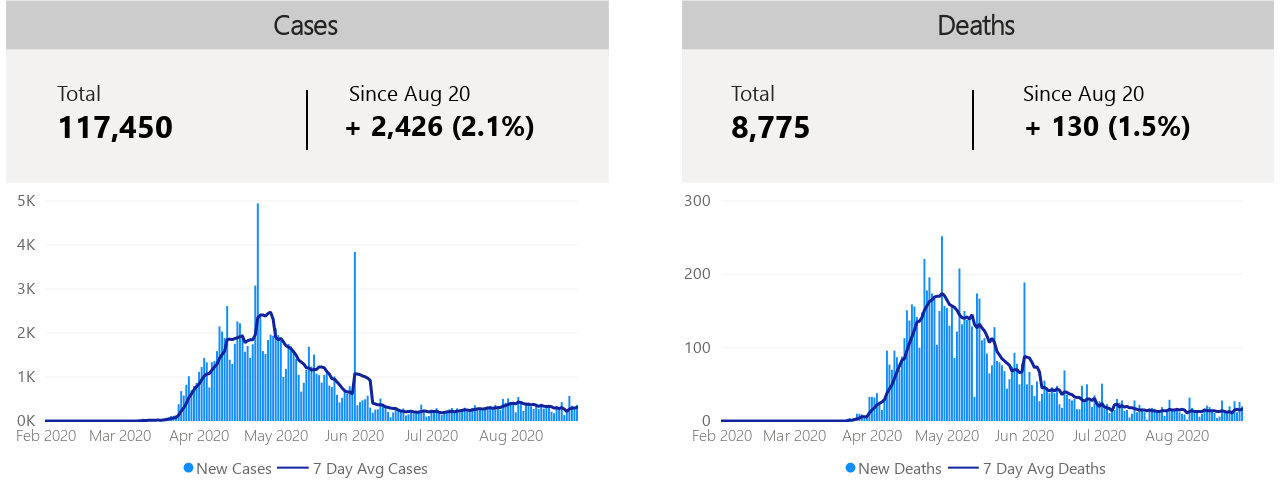 Cases
Total
117,450
Since Aug 20
+ 2,426 (2.1%)
5K
4K
3K
2K
1K
0K
Feb 2020 Mar 2020 Apr 2020 May 2020 Jun 2020 Jul 2020 Aug 2020
New Cases 7 Day Avg Cases
Deaths
Total
8,775
Since Aug 20
+ 130 (1.5%)
300
200
100
0
Feb 2020 Mar 2020 Apr 2020 May 2020 Jun 2020 Jul 2020 Aug 2020
New Deaths 7 Day Avg Deaths